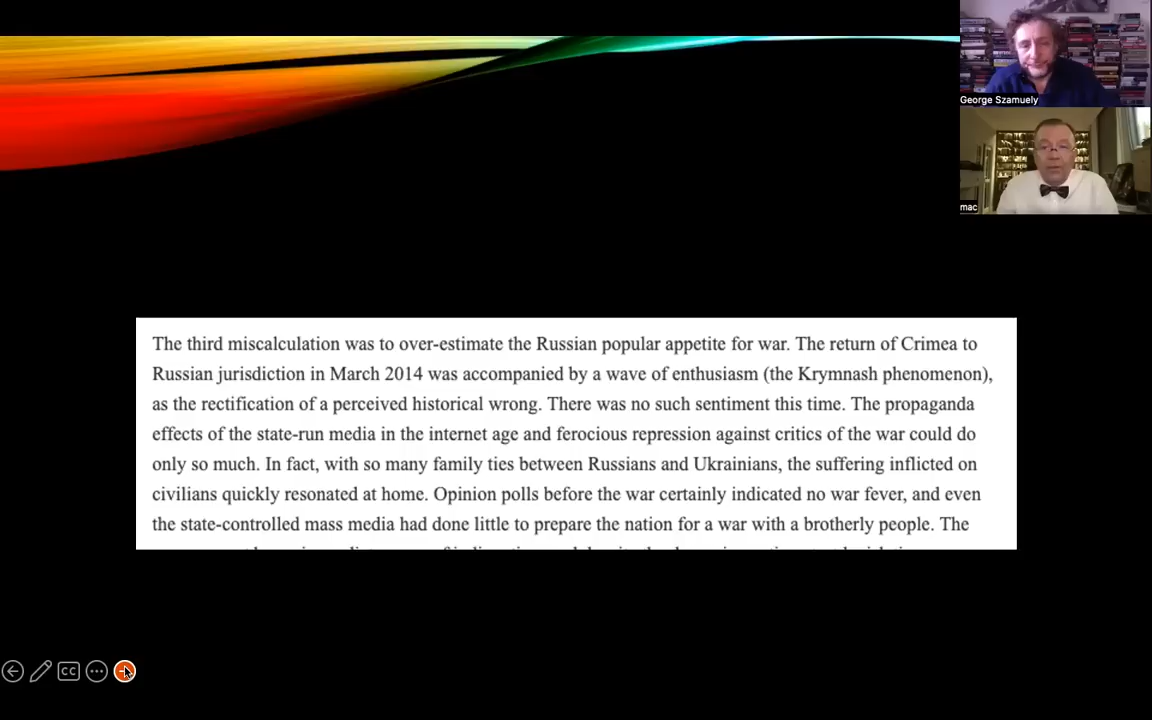 George Szamuely
mac
The third miscalculation was to over-estimate the Russian popular appetite for war. The return of Crimea to
Russian jurisdiction in March 2014 was accompanied by a wave of enthusiasm (the Krymnash phenomenon),
as the rectification of a perceived historical wrong. There was no such sentiment this time. The propaganda
effects of the state-run media in the internet age and ferocious repression against critics of the war could do
only so much. In fact, with so many family ties between Russians and Ukrainians, the suffering inflicted on
civilians quickly resonated at home. Opinion polls before the war certainly indicated no war fever, and even
the state-controlled mass media had done little to prepare the nation for a war with a brotherly people. The
CC